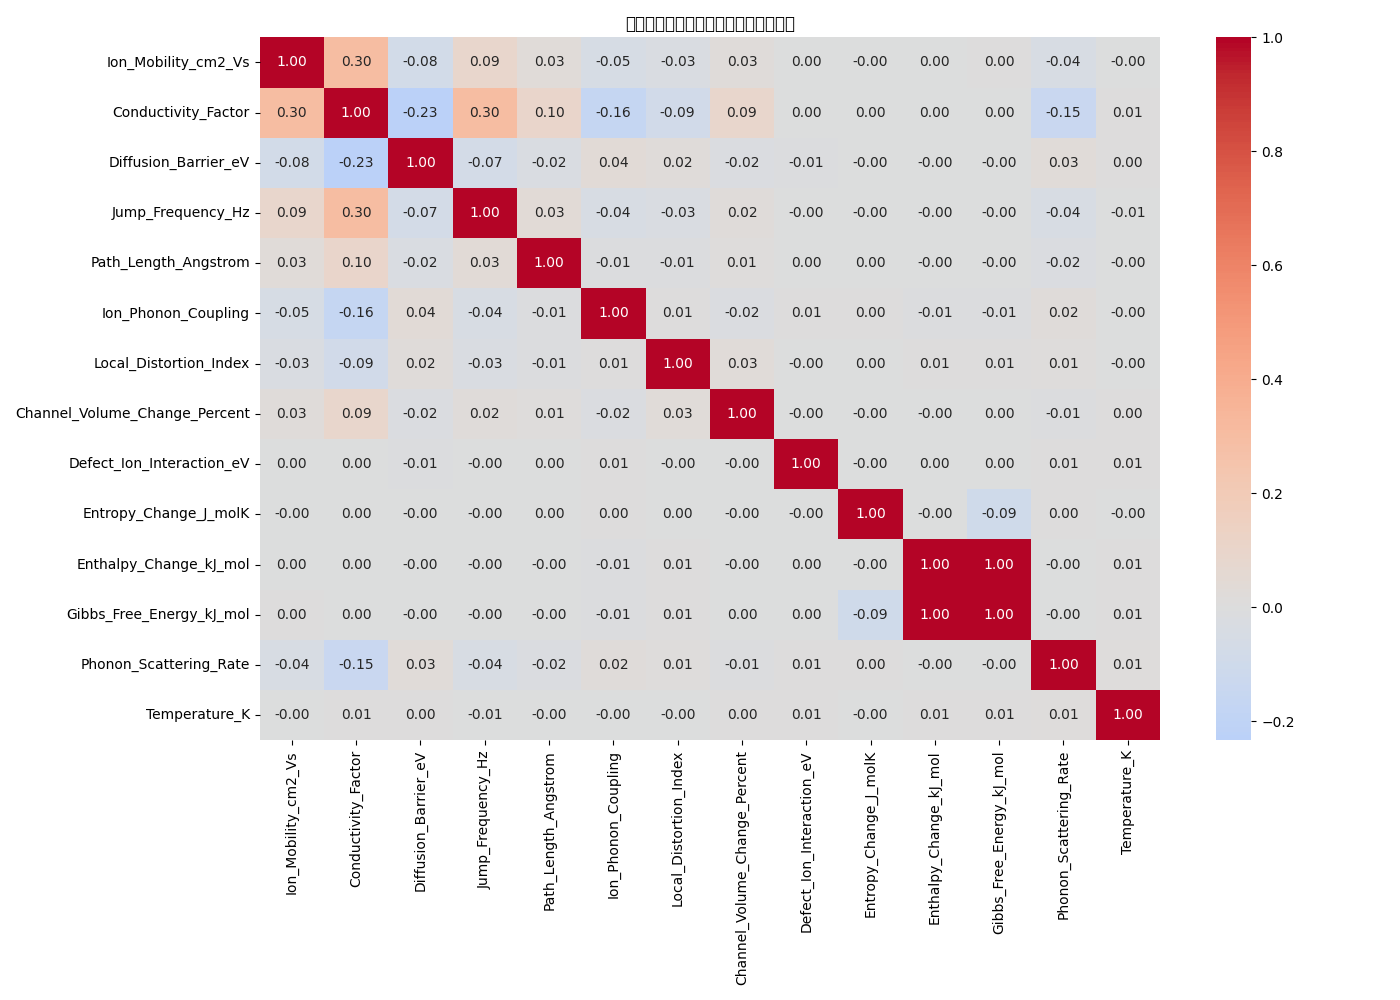 Ion_Mobility_cm2_Vs 1.00 0.30 -0.08 0.09 0.03 -0.05 -0.03 0.03 0.00 -0.00 0.00 0.00 -0.04 -0.00
Conductivity_Factor 0.30 1.00 -0.23 0.30 0.10 -0.16 -0.09 0.09 0.00 0.00 0.00 0.00 -0.15 0.01
Diffusion_Barrier_eV -0.08 -0.23 1.00 -0.07 -0.02 0.04 0.02 -0.02 -0.01 -0.00 -0.00 -0.00 0.03 0.00
Jump_Frequency_Hz 0.09 0.30 -0.07 1.00 0.03 -0.04 -0.03 0.02 -0.00 -0.00 -0.00 -0.00 -0.04 -0.01
Path_Length_Angstrom 0.03 0.10 -0.02 0.03 1.00 -0.01 -0.01 0.01 0.00 0.00 -0.00 -0.00 -0.02 -0.00
Ion_Phonon_Coupling -0.05 -0.16 0.04 -0.04 -0.01 1.00 0.01 -0.02 0.01 0.00 -0.01 -0.01 0.02 -0.00
Local_Distortion_Index -0.03 -0.09 0.02 -0.03 -0.01 0.01 1.00 0.03 -0.00 0.00 0.01 0.01 0.01 -0.00
Channel_Volume_Change_Percent 0.03 0.09 -0.02 0.02 0.01 -0.02 0.03 1.00 -0.00 -0.00 -0.00 0.00 -0.01 0.00
Defect_Ion_Interaction_eV 0.00 0.00 -0.01 -0.00 0.00 0.01 -0.00 -0.00 1.00 -0.00 0.00 0.00 0.01 0.01
Entropy_Change_J_molK -0.00 0.00 -0.00 -0.00 0.00 0.00 0.00 -0.00 -0.00 1.00 -0.00 -0.09 0.00 -0.00
Enthalpy_Change_kJ_mol 0.00 0.00 -0.00 -0.00 -0.00 -0.01 0.01 -0.00 0.00 -0.00 1.00 1.00 -0.00 0.01
Gibbs_Free_Energy_kJ_mol 0.00 0.00 -0.00 -0.00 -0.00 -0.01 0.01 0.00 0.00 -0.09 1.00 1.00 -0.00 0.01
Phonon_Scattering_Rate -0.04 -0.15 0.03 -0.04 -0.02 0.02 0.01 -0.01 0.01 0.00 -0.00 -0.00 1.00 0.01
Temperature_K -0.00 0.01 0.00 -0.01 -0.00 -0.00 -0.00 0.00 0.01 -0.00 0.01 0.01 0.01 1.00
Ion_Mobility_cm2_Vs
Conductivity_Factor
Diffusion_Barrier_eV
Jump_Frequency_Hz
Path_Length_Angstrom
Ion_Phonon_Coupling
Local_Distortion_Index
Channel_Volume_Change_Percent
Defect_Ion_Interaction_eV
Entropy_Change_J_molK
Enthalpy_Change_kJ_mol
Gibbs_Free_Energy_kJ_mol
Phonon_Scattering_Rate
Temperature_K
1.0
0.8
0.6
0.4
0.2
0.0
−0.2